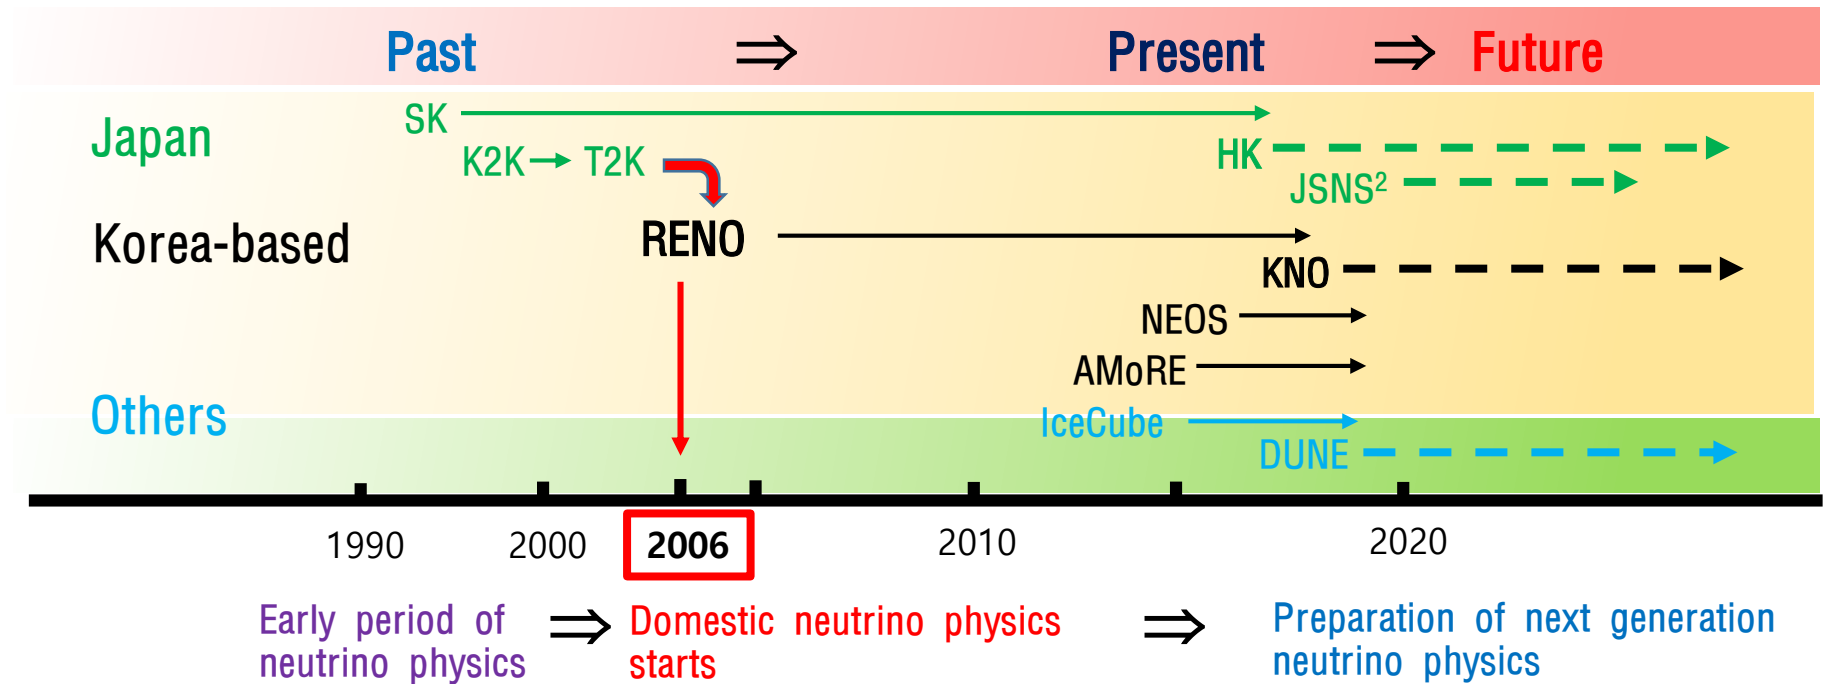 Past ⇒ Present ⇒ Future
SK
Japan
K2K T2K
HK
JSNS²
Korea-based RENO
KNO
NEOS
AMoRE
Others IceCube
DUNE
1990 2000 2006 2010 2020
Early period of ⇒ Domestic neutrino physics ⇒ Preparation of next generation
neutrino physics starts neutrino physics